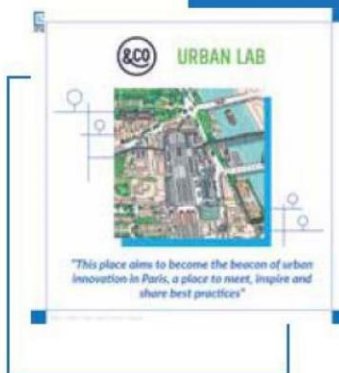 &CO URBAN LAB
"This place aims to become the beacon of urban
innovation in Paris, a place to meet, inspire and
share best practices"